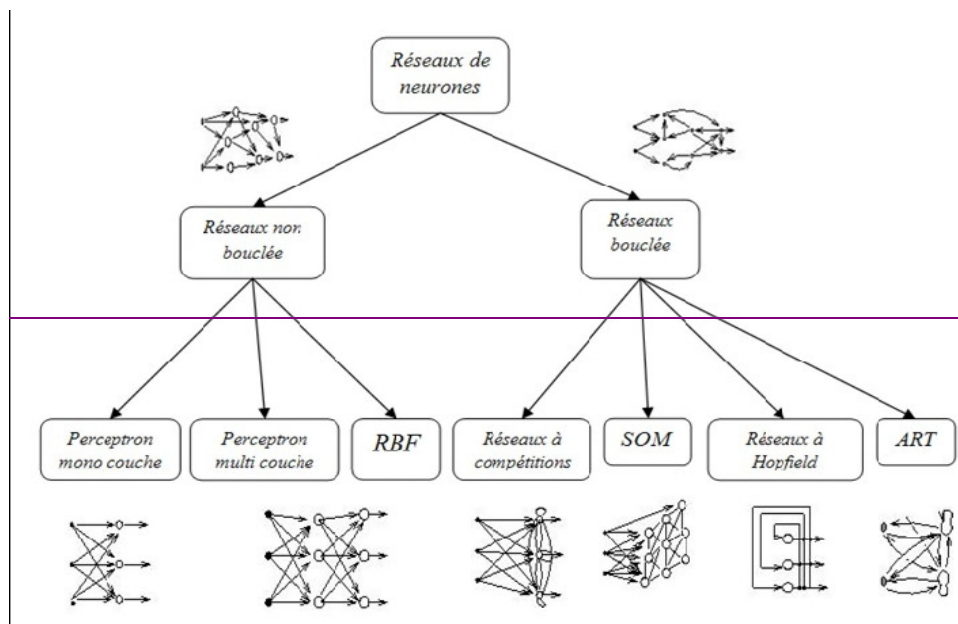 Réseaux de
neurones
Réseaux non
bouclée
Réseaux
bouclée
Perceptron
mono couche
Perceptron
multi couche
RBF
Réseaux à
compétitions
SOM
Réseaux à
Hopfield
ART